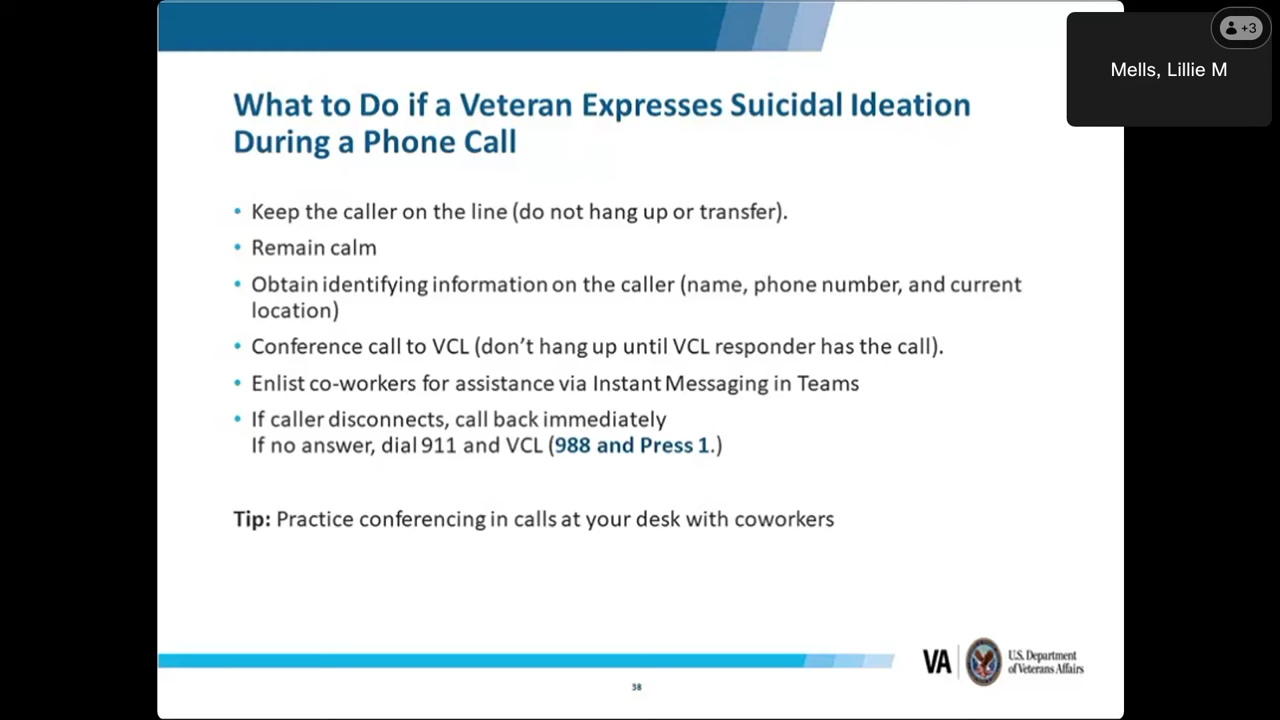 +3
Mells, Lillie M
What to Do if a Veteran Expresses Suicidal Ideation
During a Phone Call
• Keep the caller on the line (do not hang up or transfer).
• Remain calm
• Obtain identifying information on the caller (name, phone number, and current
location)
• Conference call to VCL (don't hang up until VCL responder has the call).
• Enlist co-workers for assistance via Instant Messaging in Teams
• If caller disconnects, call back immediately
If no answer, dial 911 and VCL (988 and Press 1.)
Tip: Practice conferencing in calls at your desk with coworkers
VA
U.S. Department
of Veterans Affairs
38